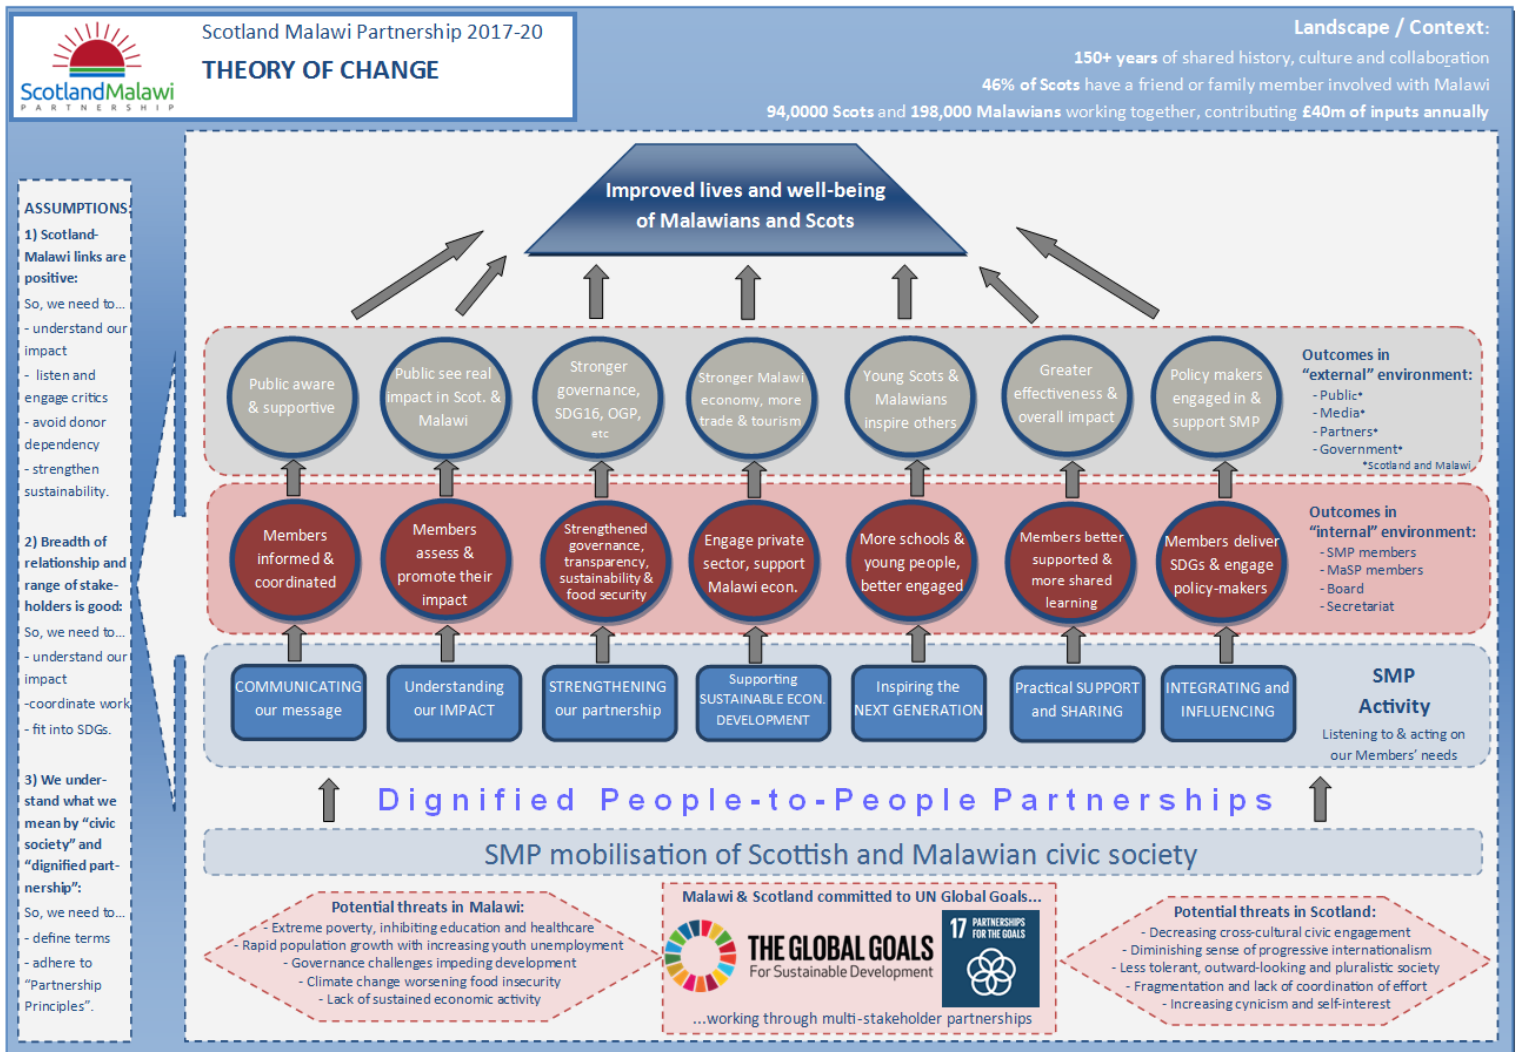 ScotlandMalawi
PARTNERSHIP
Scotland Malawi Partnership 2017-20
THEORY OF CHANGE
Landscape / Context:
150+ years of shared history, culture and collaboration
46% of Scots have a friend or family member involved with Malawi
94,0000 Scots and 198,000 Malawians working together, contributing £40m of inputs annually
ASSUMPTIONS:
1) Scotland-
Malawi links are
positive:
So, we need to...
- understand our
impact
- listen and
engage critics
- avoid donor
dependency
- strengthen
sustainability.
2) Breadth of
relationship and
range of stake-
holders is good:
So, we need to...
- understand our
impact
-coordinate work
- fit into SDGs.
3) We under-
stand what we
mean by “civic
society” and
“dignified part-
nership”:
So, we need to...
- define terms
- adhere to
“Partnership
Principles”.
Improved lives and well-being
of Malawians and Scots
Public aware
& supportive
Public see real
impact in Scot. &
Malawi
Stronger
governance,
SDG16, OGP,
etc
Stronger Malawi
economy, more
trade & tourism
Young Scots &
Malawians
inspire others
Greater
effectiveness &
overall impact
Policy makers
engaged in &
support SMP
Outcomes in
“external” environment:
- Public*
- Media*
- Partners*
- Government*
*Scotland and Malawi
Members
informed &
coordinated
Members
assess &
promote their
impact
Strengthened
governance,
transparency,
sustainability &
food security
Engage private
sector, support
Malawi econ.
More schools &
young people,
better engaged
Members better
supported &
more shared
learning
Members deliver
SDGs & engage
policy-makers
Outcomes in
“internal” environment:
- SMP members
- MaSP members
- Board
- Secretariat
COMMUNICATING
our message
Understanding
our IMPACT
STRENGTHENING
our partnership
Supporting
SUSTAINABLE ECON.
DEVELOPMENT
Inspiring the
NEXT GENERATION
Practical SUPPORT
and SHARING
INTEGRATING and
INFLUENCING
SMP
Activity
Listening to & acting on
our Members’ needs
Dignified People-to-People Partnerships
SMP mobilisation of Scottish and Malawian civic society
Potential threats in Malawi:
- Extreme poverty, inhibiting education and healthcare
- Rapid population growth with increasing youth unemployment
- Governance challenges impeding development
- Climate change worsening food insecurity
- Lack of sustained economic activity
Malawi & Scotland committed to UN Global Goals...
THE GLOBAL GOALS
For Sustainable Development
17 PARTNERSHIPS
FOR THE GOALS
...working through multi-stakeholder partnerships
Potential threats in Scotland:
- Decreasing cross-cultural civic engagement
- Diminishing sense of progressive internationalism
- Less tolerant, outward-looking and pluralistic society
- Fragmentation and lack of coordination of effort
- Increasing cynicism and self-interest